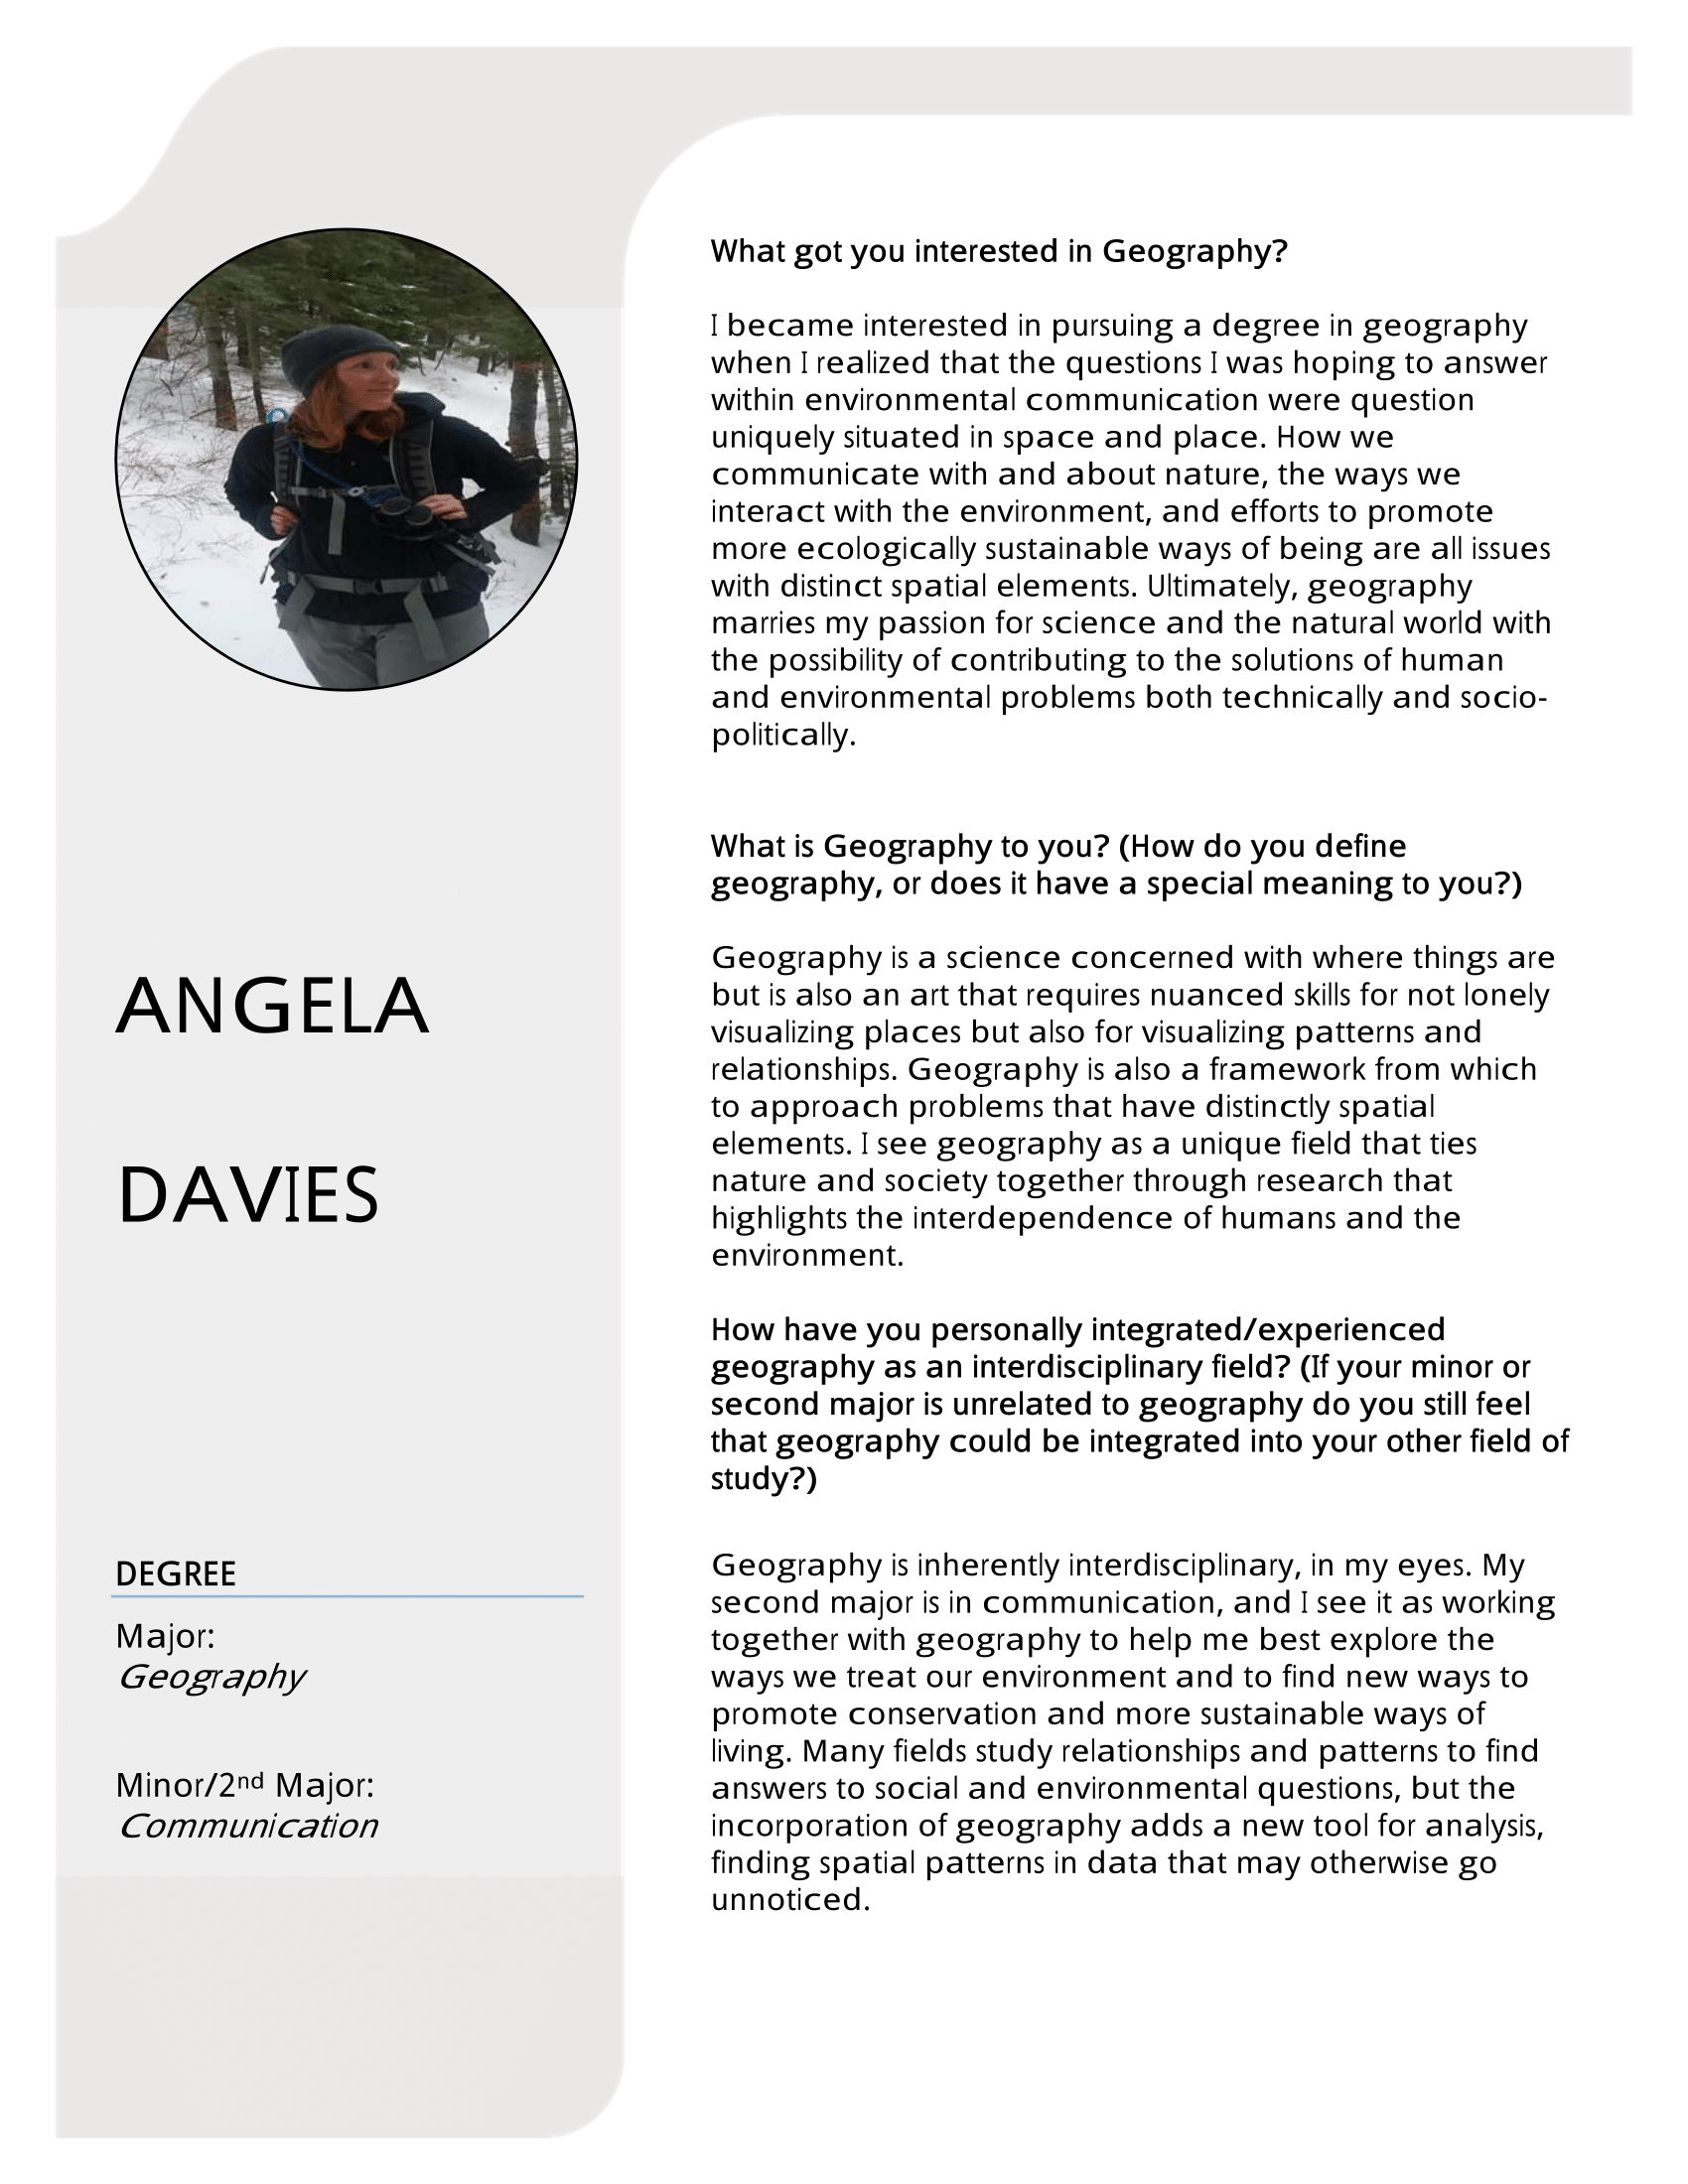 ANGELA
DAVIES
DEGREE
Major:
Geography
Minor/2nd Major:
Communication
What got you interested in Geography?
I became interested in pursuing a degree in geography
when I realized that the questions I was hoping to answer
within environmental communication were question
uniquely situated in space and place. How we
communicate with and about nature, the ways we
interact with the environment, and efforts to promote
more ecologically sustainable ways of being are all issues
with distinct spatial elements. Ultimately, geography
marries my passion for science and the natural world with
the possibility of contributing to the solutions of human
and environmental problems both technically and socio-
politically.
What is Geography to you? (How do you define
geography, or does it have a special meaning to you?)
Geography is a science concerned with where things are
but is also an art that requires nuanced skills for not lonely
visualizing places but also for visualizing patterns and
relationships. Geography is also a framework from which
to approach problems that have distinctly spatial
elements. I see geography as a unique field that ties
nature and society together through research that
highlights the interdependence of humans and the
environment.
How have you personally integrated/experienced
geography as an interdisciplinary field? (If your minor or
second major is unrelated to geography do you still feel
that geography could be integrated into your other field of
study?)
Geography is inherently interdisciplinary, in my eyes. My
second major is in communication, and I see it as working
together with geography to help me best explore the
ways we treat our environment and to find new ways to
promote conservation and more sustainable ways of
living. Many fields study relationships and patterns to find
answers to social and environmental questions, but the
incorporation of geography adds a new tool for analysis,
finding spatial patterns in data that may otherwise go
unnoticed.